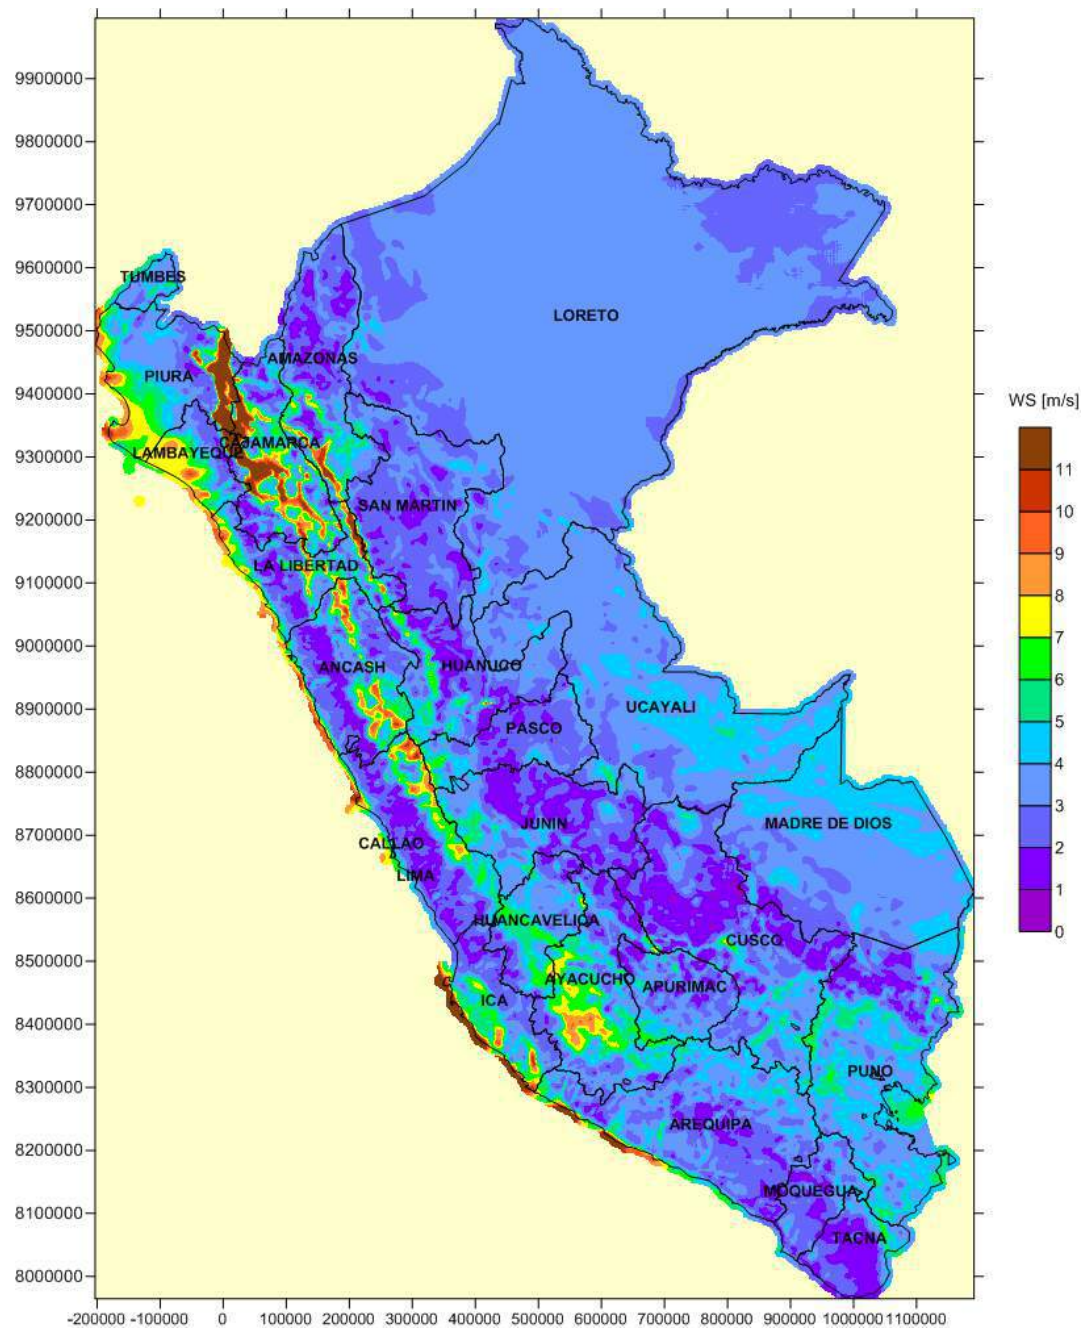 9900000
9800000
9700000
9600000
9500000
9400000
9300000
9200000
9100000
9000000
8900000
8800000
8700000
8600000
8500000
8400000
8300000
8200000
8100000
8000000
TUMBES
LORETO
AMAZONAS
PIURA
CAJAMARCA
LAMBAYEQUE
SAN MARTIN
LA LIBERTAD
ANCASH
HUANUCO
UCAYALI
PASCO
JUNIN
MADRE DE DIOS
CALLAO
LIMA
HUANCAVELICA
CUSCO
AYACUCHO
APURIMAC
ICA
PUNO
AREQUIPA
MOQUEGUA
TACNA
-200000 -100000 0 100000 200000 300000 400000 500000 600000 700000 800000 900000 1000000 1100000
WS [m/s]
11
10
9
8
7
6
5
4
3
2
1
0